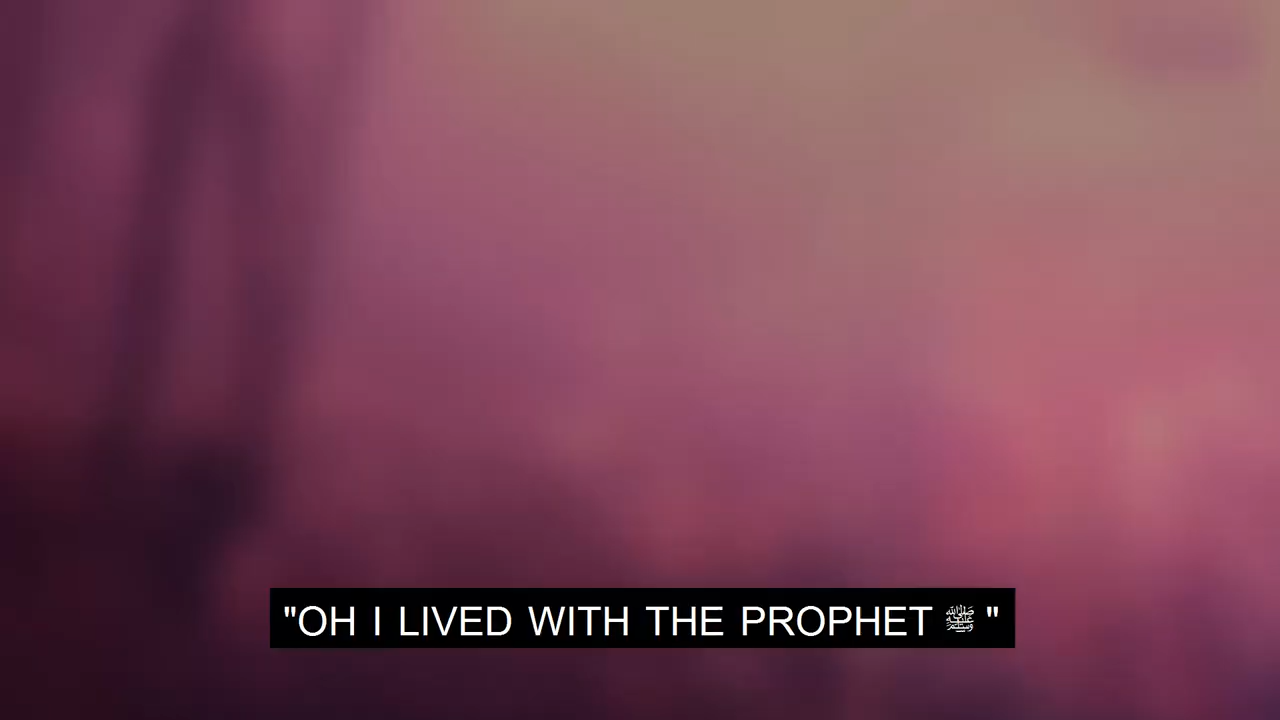 "OH I LIVED WITH THE PROPHET ﷺ "